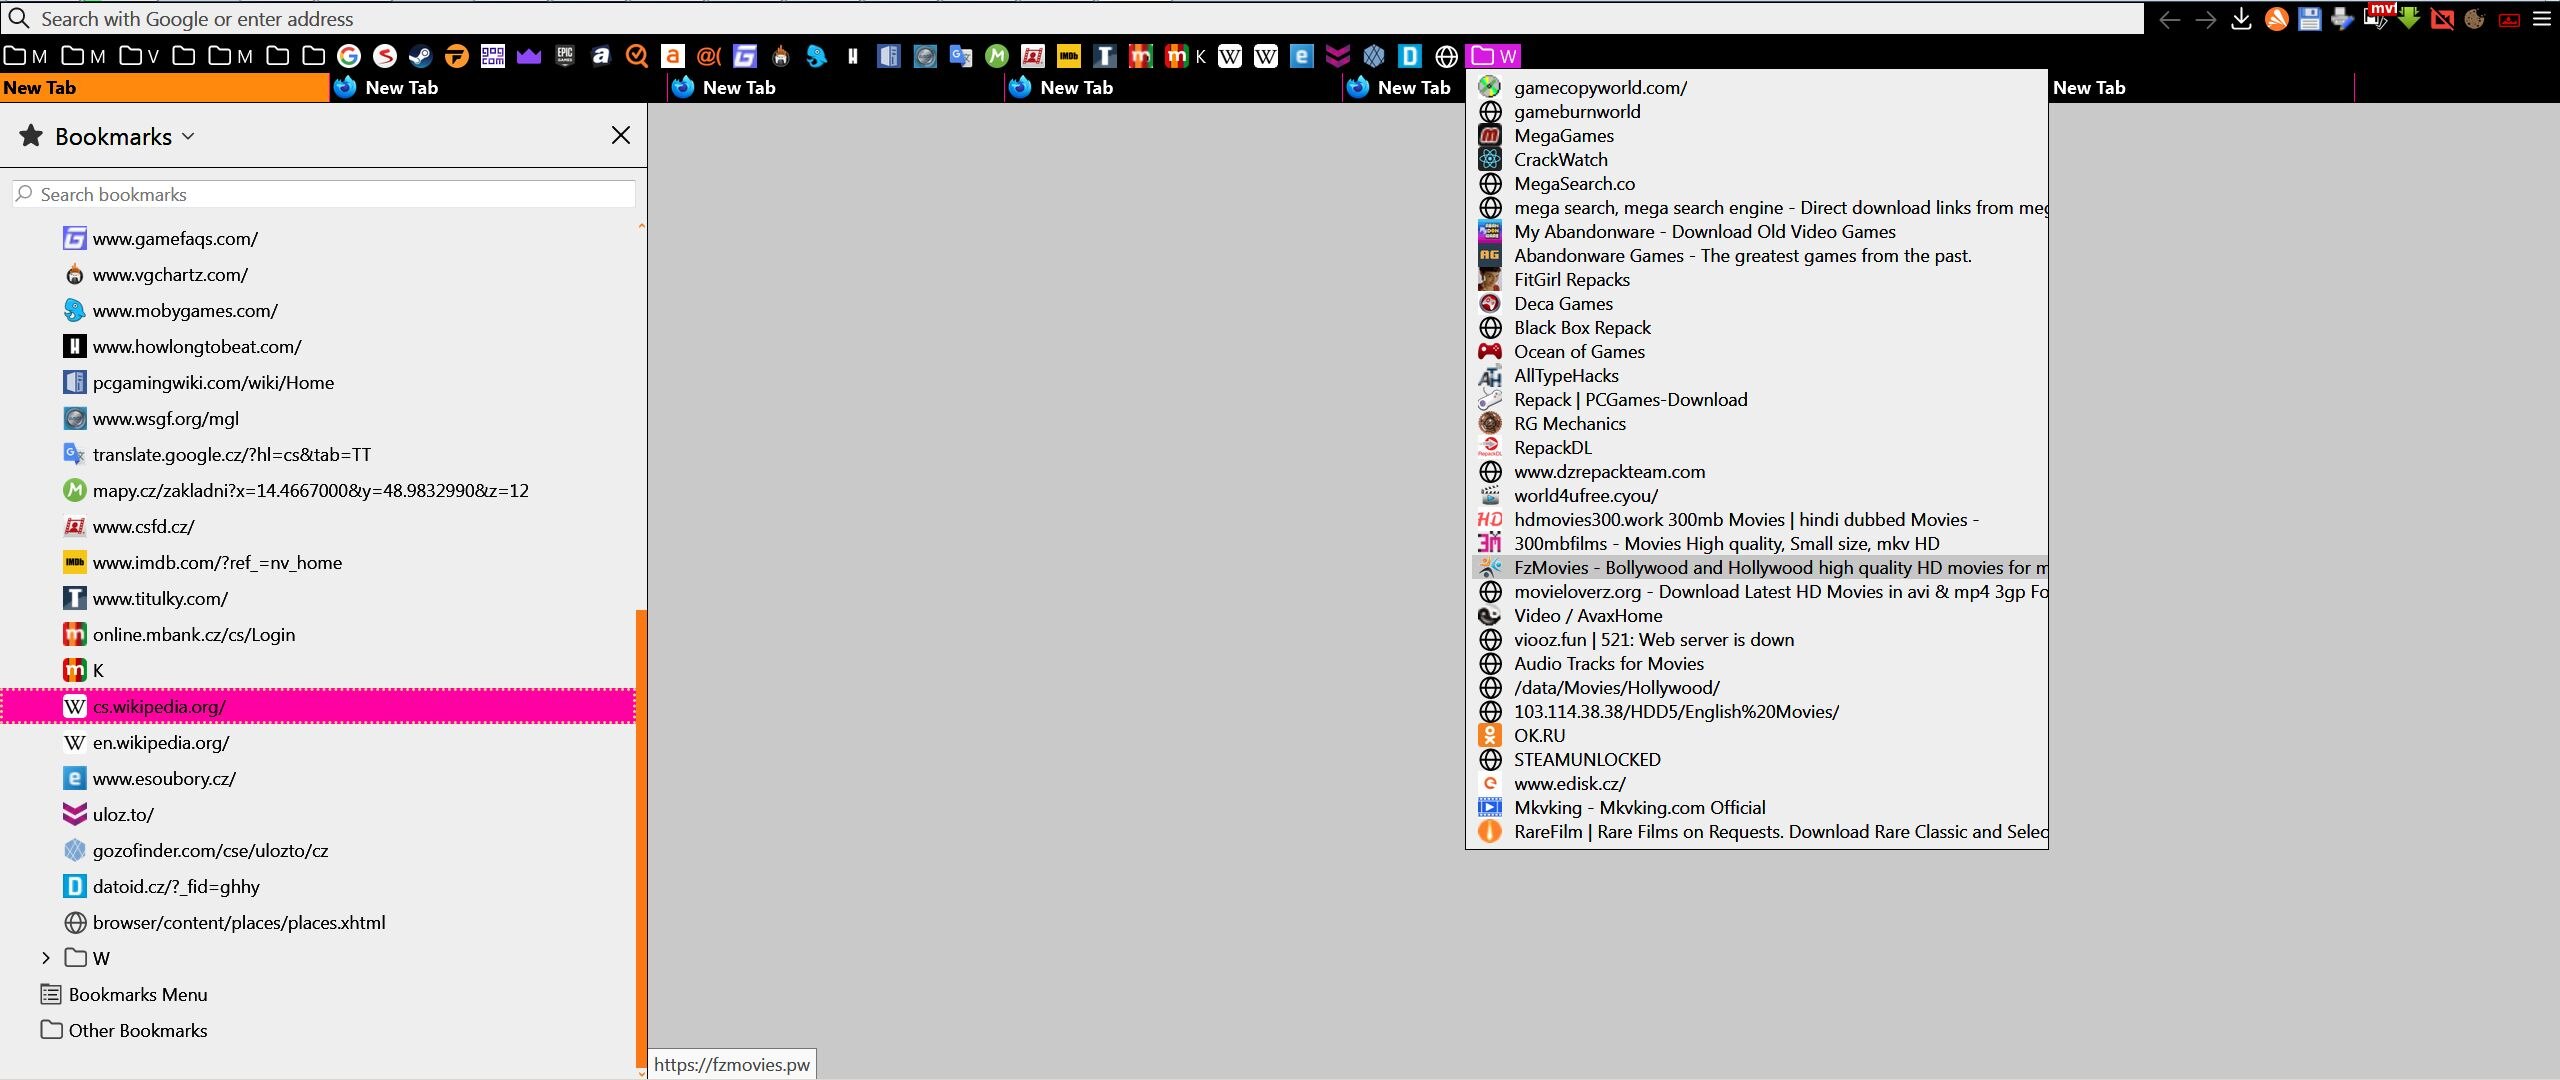 Search with Google or enter address
mv
M
M
V
M
GOG COM
EPIC GAMES
a
a
@(
H
M
IMDb
T
m
m
K
W
W
e
D
W
New Tab
New Tab
New Tab
New Tab
New Tab
New Tab
Bookmarks
Search bookmarks
www.gamefaqs.com/
www.vgchartz.com/
www.mobygames.com/
www.howlongtobeat.com/
pcgamingwiki.com/wiki/Home
www.wsgf.org/mgl
translate.google.cz/?hl=cs&tab=TT
mapy.cz/zakladni?x=14.4667000&y=48.9832990&z=12
www.csfd.cz/
www.imdb.com/?ref_=nv_home
www.titulky.com/
online.mbank.cz/cs/Login
K
cs.wikipedia.org/
en.wikipedia.org/
www.esoubory.cz/
uloz.to/
gozofinder.com/cse/ulozto/cz
datoid.cz/?_fid=ghhy
browser/content/places/places.xhtml
W
Bookmarks Menu
Other Bookmarks
gamecopyworld.com/
gameburnworld
MegaGames
CrackWatch
MegaSearch.co
mega search, mega search engine - Direct download links from meg
My Abandonware - Download Old Video Games
Abandonware Games - The greatest games from the past.
FitGirl Repacks
Deca Games
Black Box Repack
Ocean of Games
AllTypeHacks
Repack | PCGames-Download
RG Mechanics
RepackDL
www.dzrepackteam.com
world4ufree.cyou/
hdmovies300.work 300mb Movies | hindi dubbed Movies -
300mbfilms - Movies High quality, Small size, mkv HD
FzMovies - Bollywood and Hollywood high quality HD movies for m
movieloverz.org - Download Latest HD Movies in avi & mp4 3gp Fo
Video / AvaxHome
viooz.fun | 521: Web server is down
Audio Tracks for Movies
/data/Movies/Hollywood/
103.114.38.38/HDD5/English%20Movies/
OK.RU
STEAMUNLOCKED
www.edisk.cz/
Mkvking - Mkvking.com Official
RareFilm | Rare Films on Requests. Download Rare Classic and Selec
https://fzmovies.pw